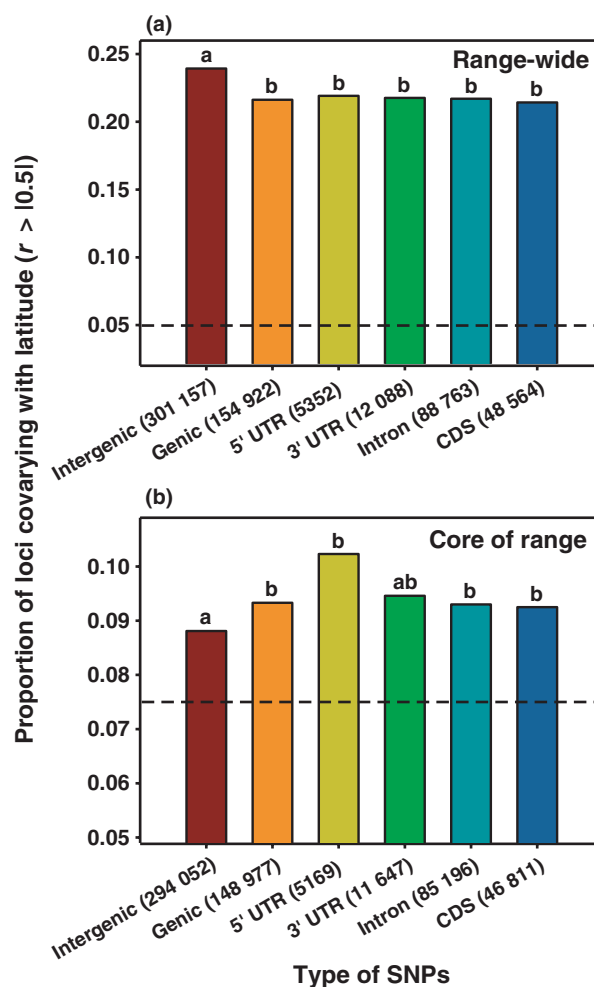 (a)
Range-wide
Proportion of loci covarying with latitude (r > |0.5|)
0.25
0.20
0.15
0.10
0.05
a
b
b
b
b
b
Intergenic (301 157)
Genic (154 922)
5' UTR (5352)
3' UTR (12 088)
Intron (88 763)
CDS (48 564)
(b)
Core of range
0.10
0.09
0.08
0.07
0.06
0.05
a
b
b
ab
b
b
Intergenic (294 052)
Genic (148 977)
5' UTR (5169)
3' UTR (11 647)
Intron (85 196)
CDS (46 811)
Type of SNPs